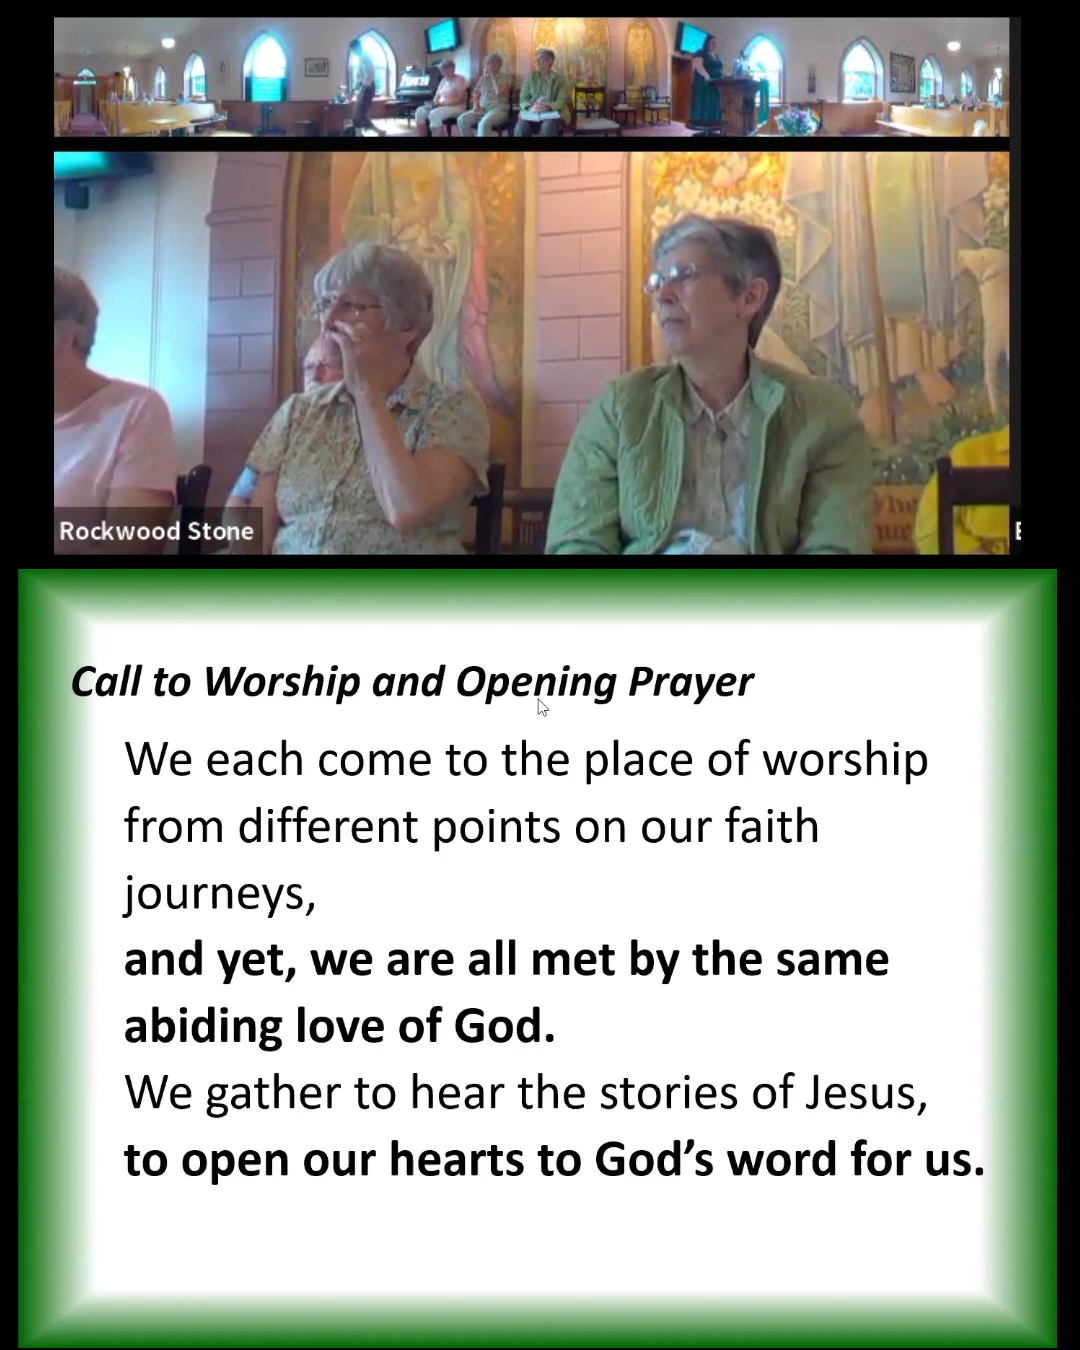 Rockwood Stone
Call to Worship and Opening Prayer
We each come to the place of worship
from different points on our faith
journeys,
and yet, we are all met by the same
abiding love of God.
We gather to hear the stories of Jesus,
to open our hearts to God’s word for us.